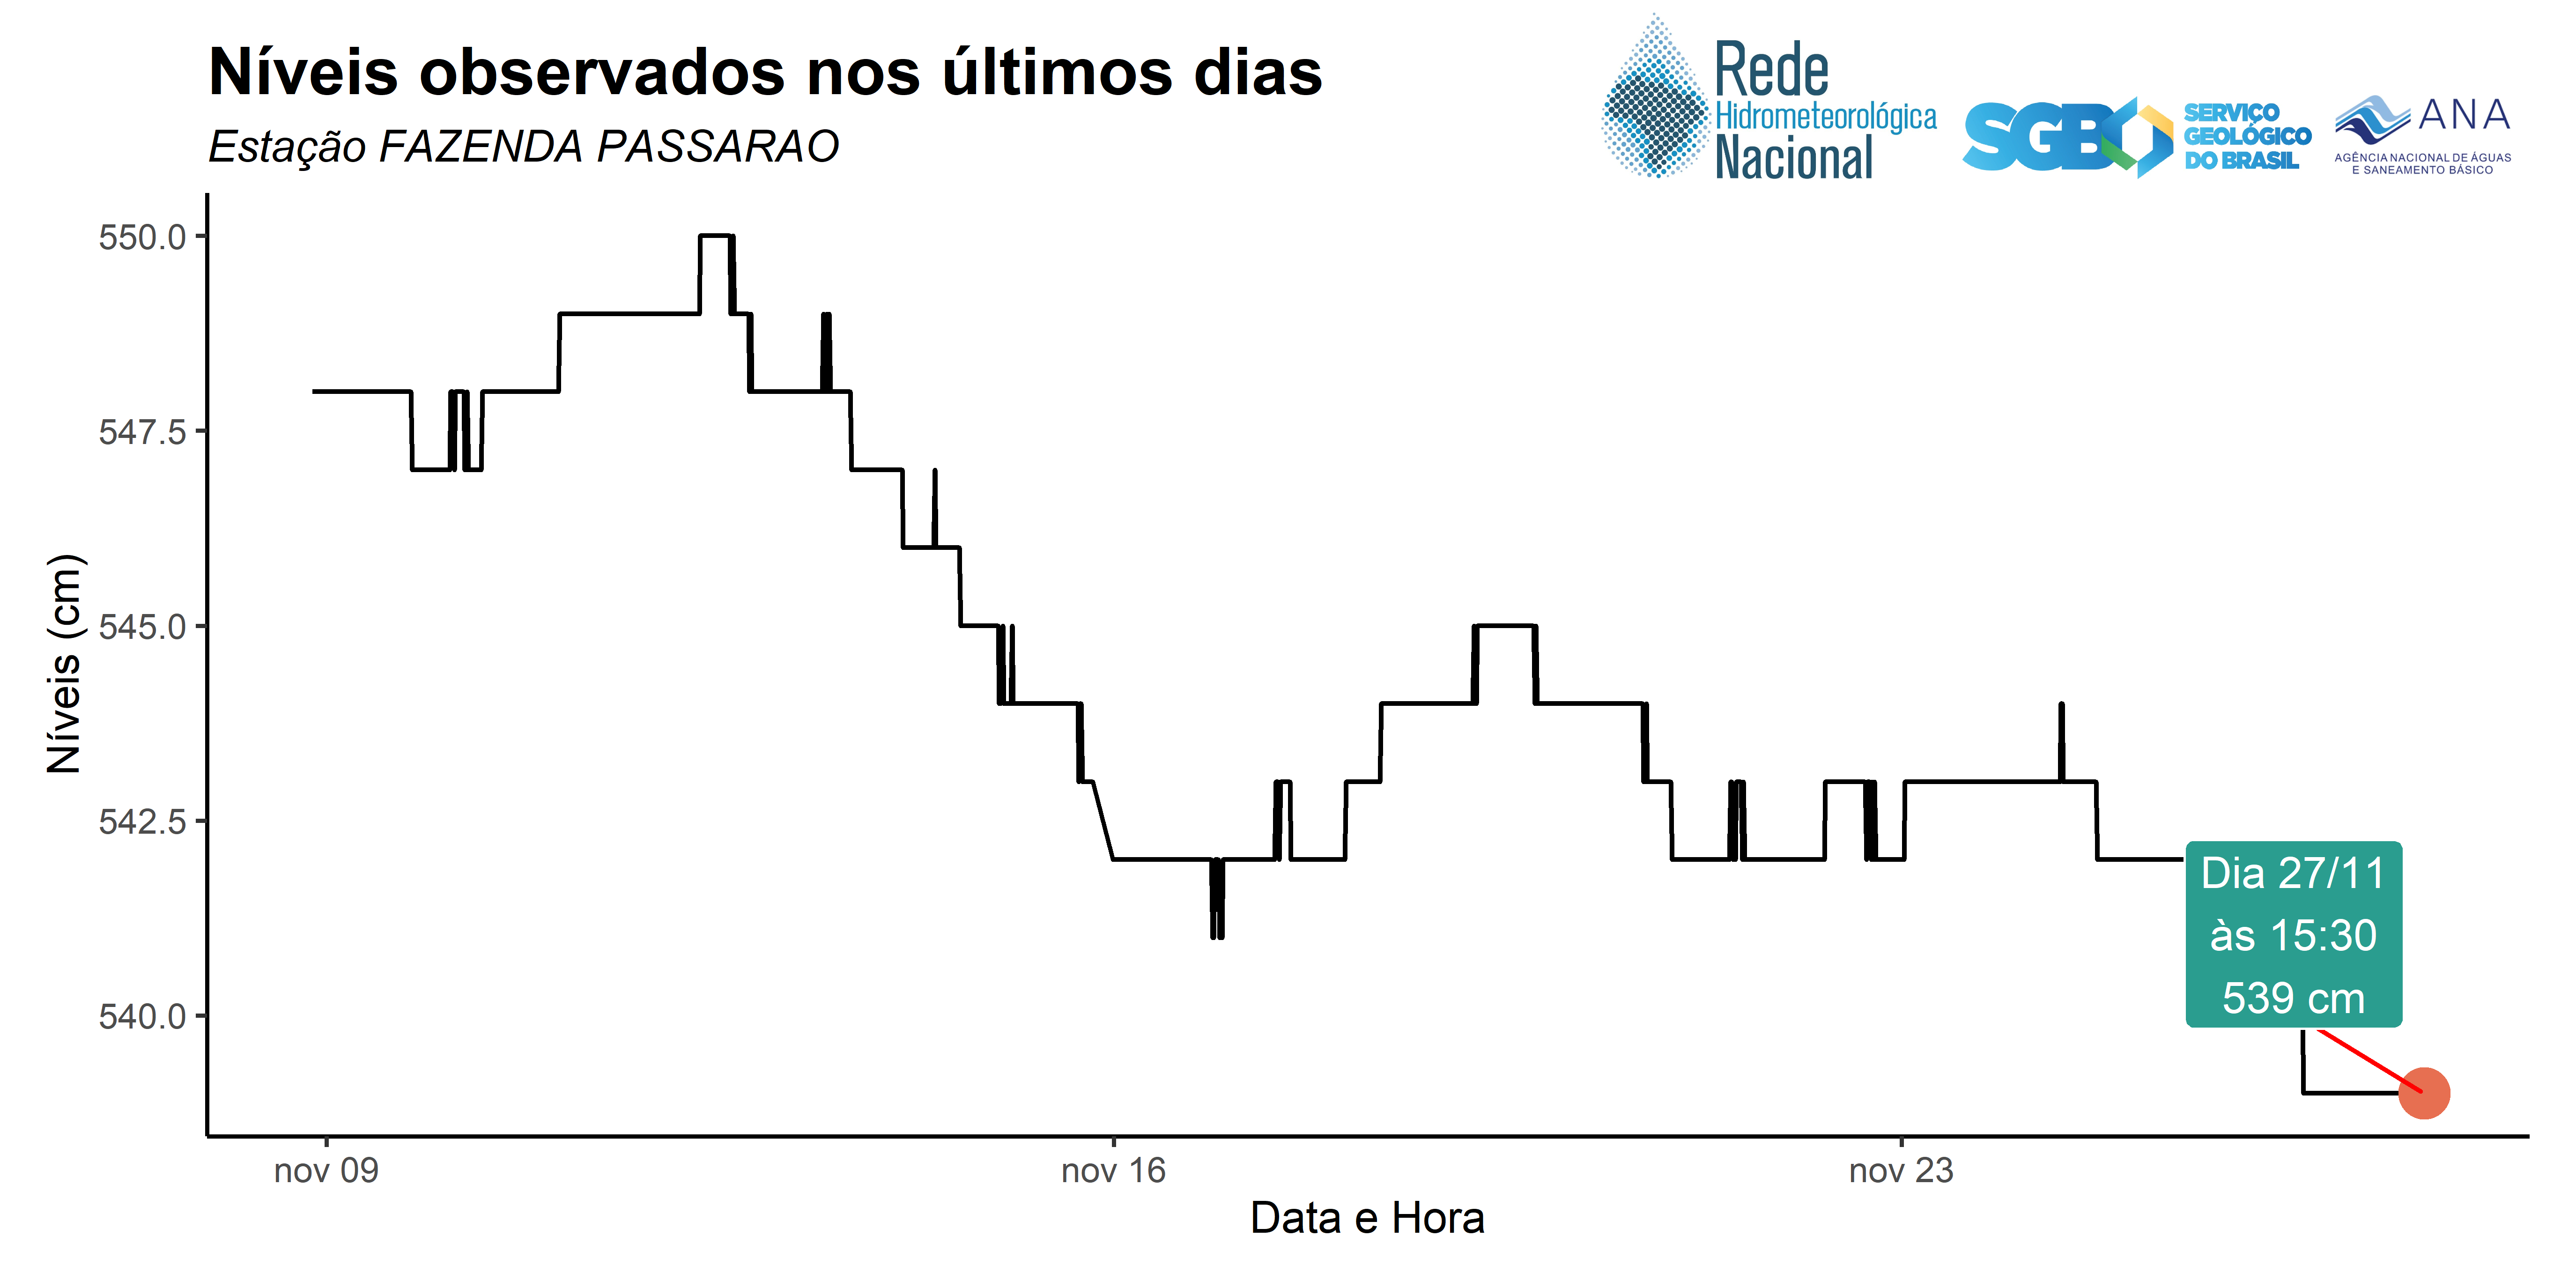 Níveis observados nos últimos dias
Estação FAZENDA PASSARAO
Rede
Hidrometeorológica
Nacional
SGB
SERVIÇO
GEOLÓGICO
DO BRASIL
ANA
AGÊNCIA NACIONAL DE ÁGUAS
E SANEAMENTO BÁSICO
Níveis (cm)
550.0
547.5
545.0
542.5
540.0
Dia 27/11
às 15:30
539 cm
nov 09
nov 16
nov 23
Data e Hora